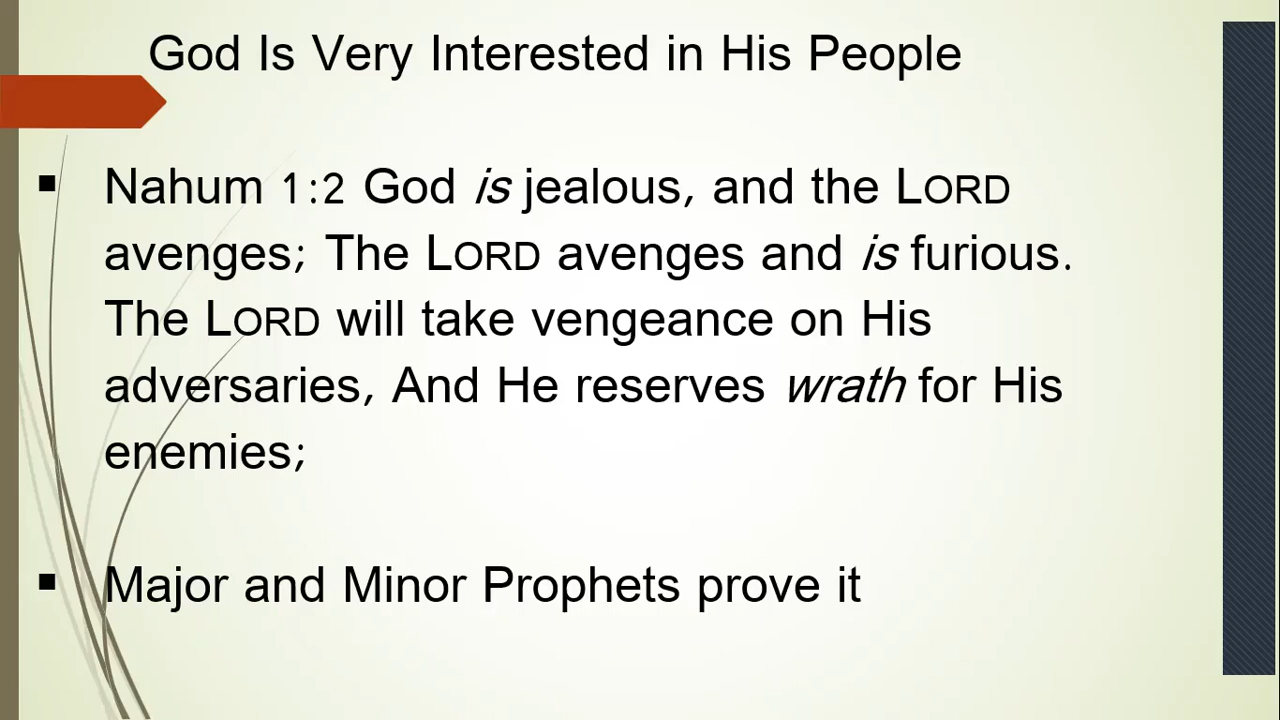 God Is Very Interested in His People
▪ Nahum 1:2 God is jealous, and the LORD
avenges; The LORD avenges and is furious.
The LORD will take vengeance on His
adversaries, And He reserves wrath for His
enemies;
▪ Major and Minor Prophets prove it